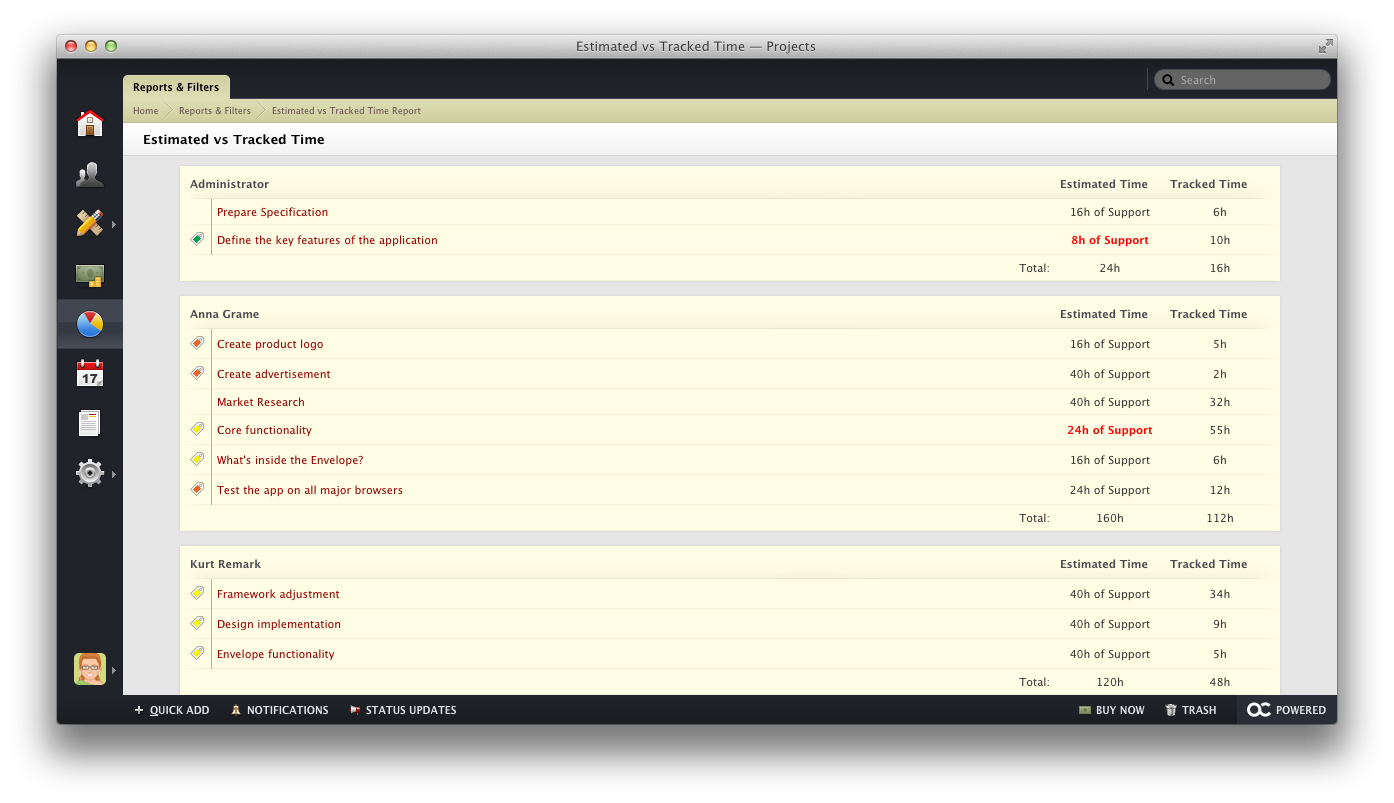 Estimated vs Tracked Time — Projects
Reports & Filters
Search
Home Reports & Filters Estimated vs Tracked Time Report
Estimated vs Tracked Time
Administrator Estimated Time Tracked Time
Prepare Specification 16h of Support 6h
Define the key features of the application 8h of Support 10h
Total: 24h 16h
Anna Grame Estimated Time Tracked Time
Create product logo 16h of Support 5h
Create advertisement 40h of Support 2h
Market Research 40h of Support 32h
Core functionality 24h of Support 55h
What's inside the Envelope? 16h of Support 6h
Test the app on all major browsers 24h of Support 12h
Total: 160h 112h
Kurt Remark Estimated Time Tracked Time
Framework adjustment 40h of Support 34h
Design implementation 40h of Support 9h
Envelope functionality 40h of Support 5h
Total: 120h 48h
17
QUICK ADD NOTIFICATIONS STATUS UPDATES BUY NOW TRASH POWERED